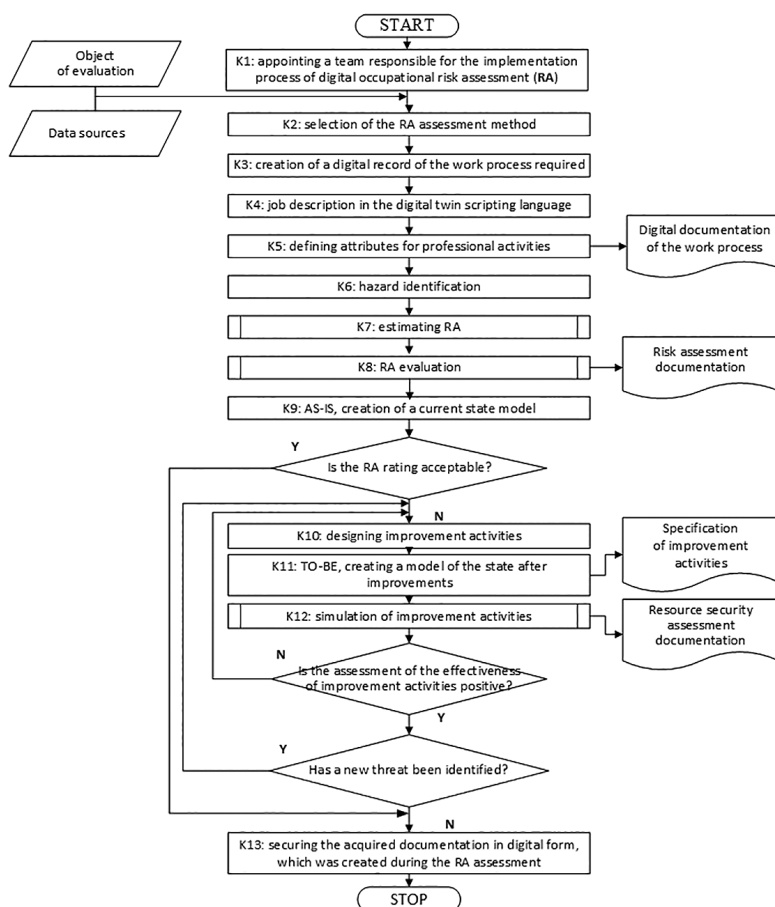 START
Object
of evaluation
K1: appointing a team responsible for the implementation
process of digital occupational risk assessment (RA)
Data sources
K2: selection of the RA assessment method
K3: creation of a digital record of the work process required
K4: job description in the digital twin scripting language
K5: defining attributes for professional activities
Digital documentation
of the work process
K6: hazard identification
K7: estimating RA
K8: RA evaluation
Risk assessment
documentation
K9: AS-IS, creation of a current state model
Y
Is the RA rating acceptable?
N
K10: designing improvement activities
Specification
of improvement
activities
K11: TO-BE, creating a model of the state after
improvements
K12: simulation of improvement activities
Resource security
assessment
documentation
N
Is the assessment of the effectiveness
of improvement activities positive?
Y
Y
Has a new threat been identified?
N
K13: securing the acquired documentation in digital form,
which was created during the RA assessment
STOP